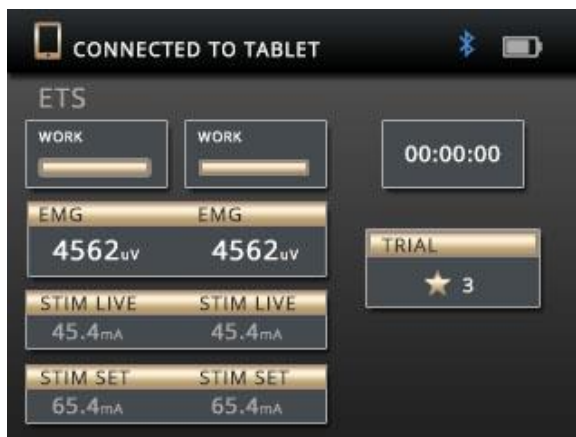 CONNECTED TO TABLET
ETS
WORK WORK
00:00:00
EMG EMG
4562uV 4562uV
TRIAL
3
STIM LIVE STIM LIVE
45.4mA 45.4mA
STIM SET STIM SET
65.4mA 65.4mA